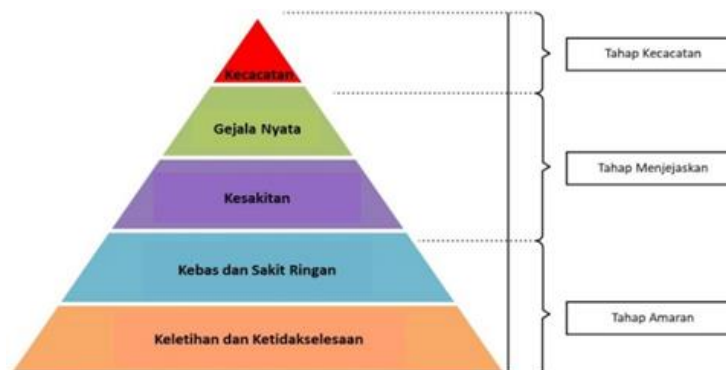 Kecacatan
Tahap Kecacatan
Gejala Nyata
Tahap Menjejaskan
Kesakitan
Kebas dan Sakit Ringan
Tahap Amaran
Keletihan dan Ketidakselesaan